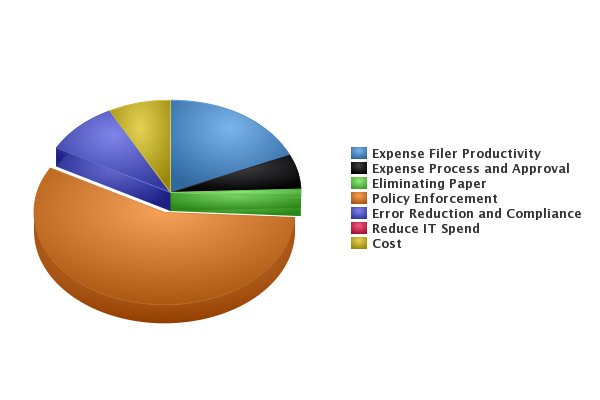 Expense Filer Productivity
Expense Process and Approval
Eliminating Paper
Policy Enforcement
Error Reduction and Compliance
Reduce IT Spend
Cost